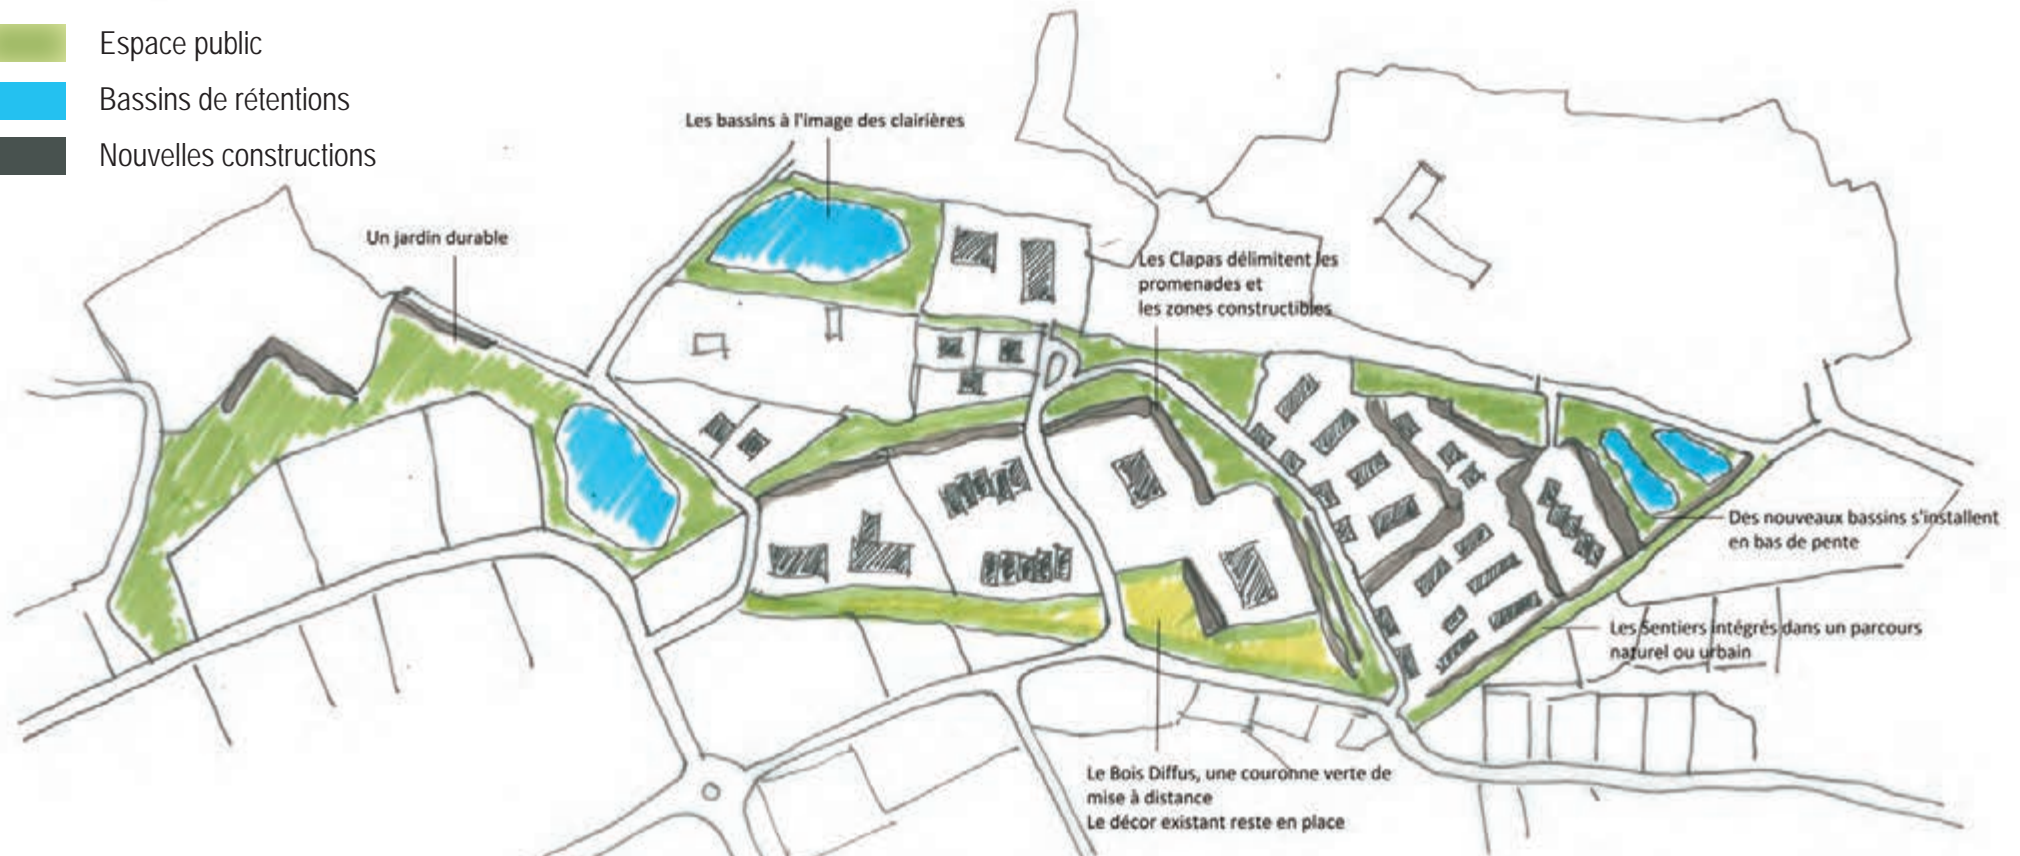 Espace public
Bassins de rétentions
Nouvelles constructions
Les bassins à l'image des clairières
Un jardin durable
Les Clapas délimitent les
promenades et
les zones constructibles
Des nouveaux bassins s'installent
en bas de pente
Les Sentiers intégrés dans un parcours
naturel ou urbain
Le Bois Diffus, une couronne verte de
mise à distance
Le décor existant reste en place